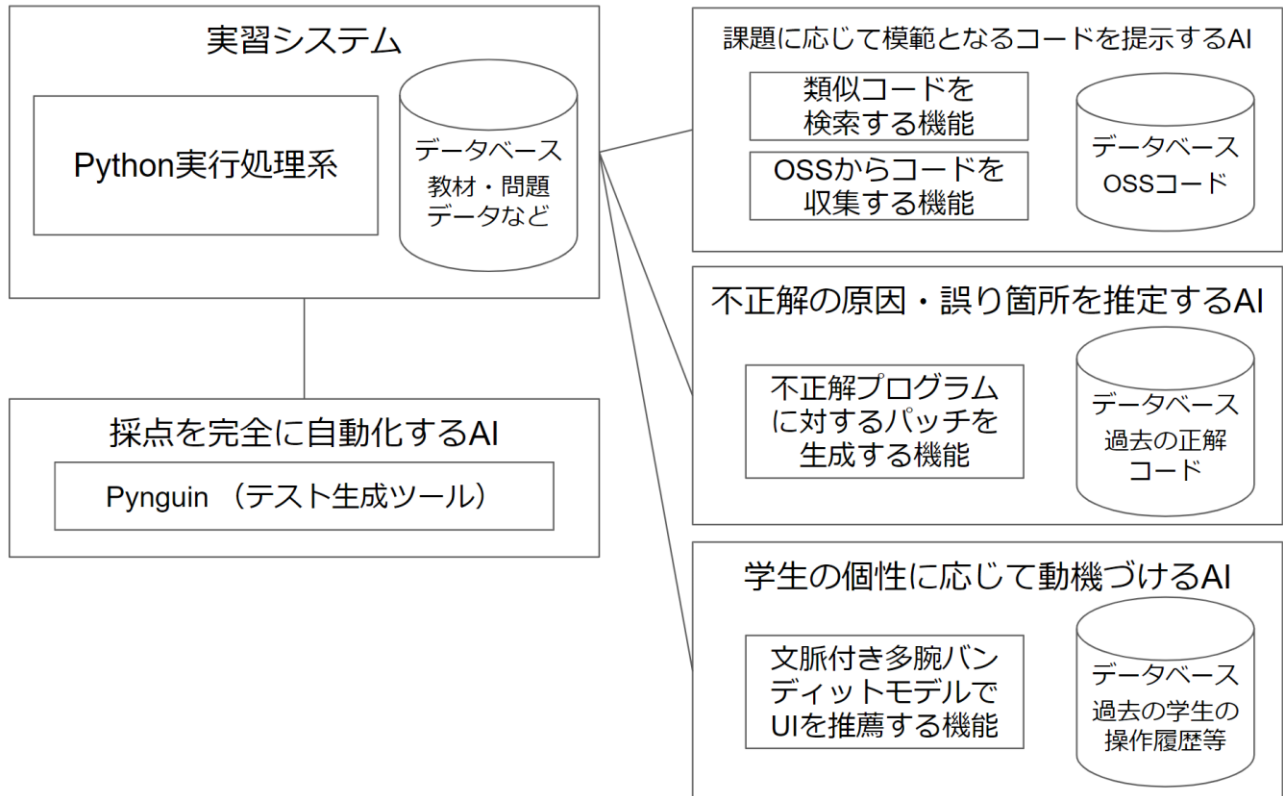 実習システム
Python実行処理系
データベース
教材・問題
データなど
採点を完全に自動化するAI
Pynguin （テスト生成ツール）
課題に応じて模範となるコードを提示するAI
類似コードを
検索する機能
OSSからコードを
収集する機能
データベース
OSSコード
不正解の原因・誤り箇所を推定するAI
不正解プログラム
に対するパッチを
生成する機能
データベース
過去の正解
コード
学生の個性に応じて動機づけるAI
文脈付き多腕バン
ディットモデルで
UIを推薦する機能
データベース
過去の学生の
操作履歴等